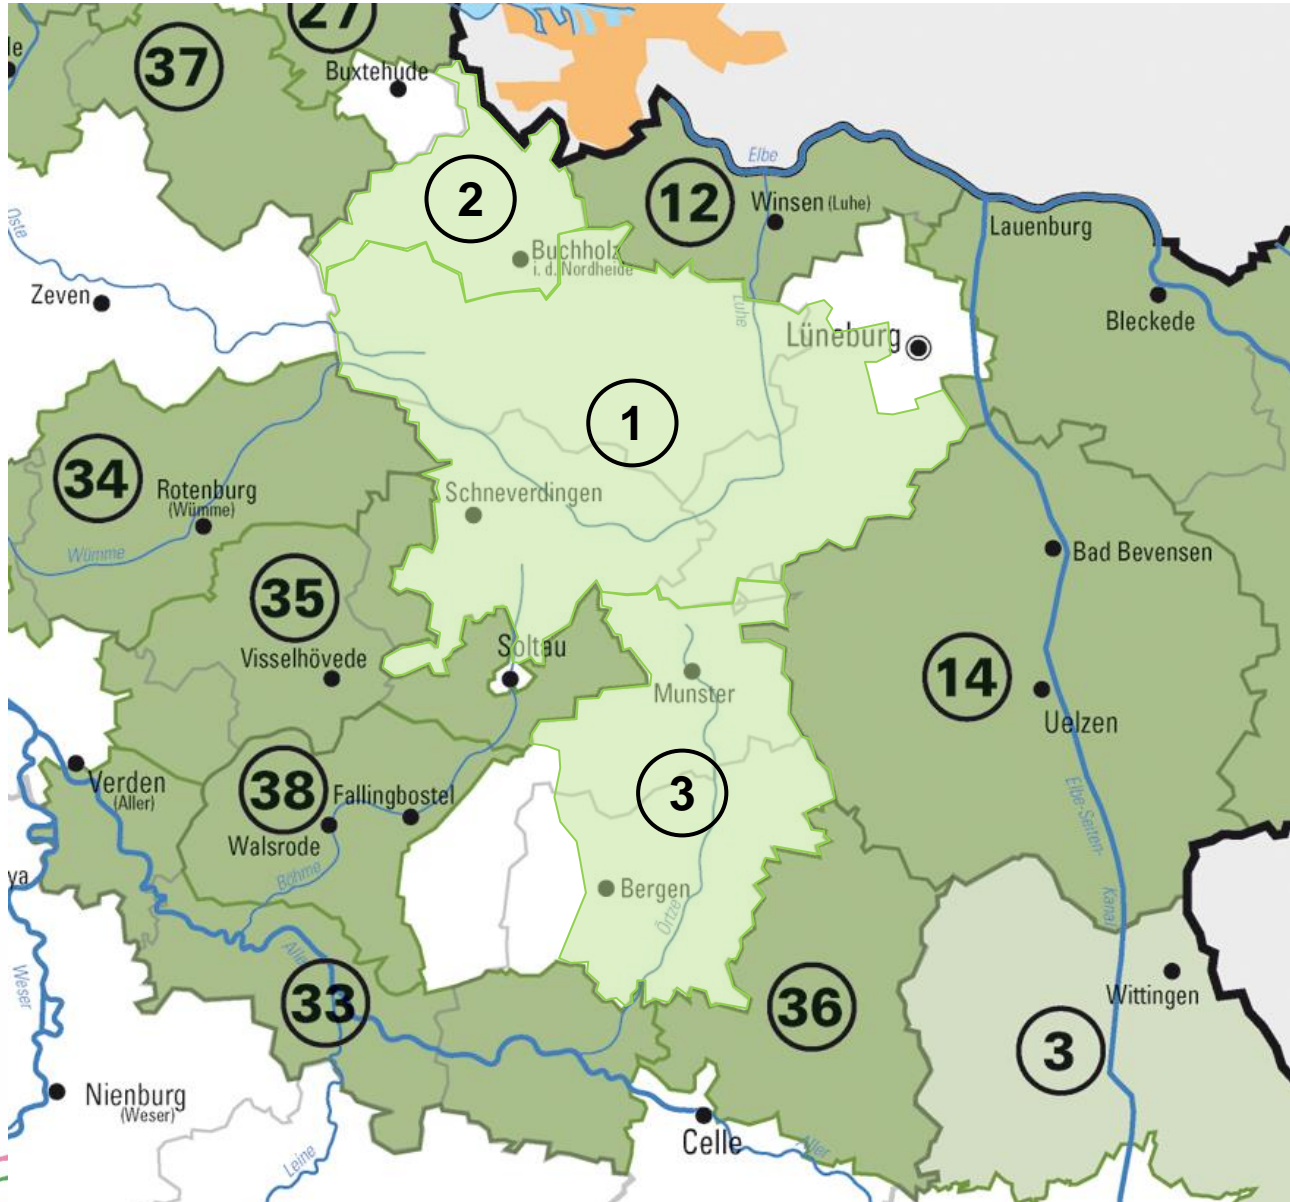 27
37
le
Buxtehude
2
12
Elbe
Winsen (Luhe)
Oste
Lauenburg
Buchholz
i. d. Nordheide
Zeven
Luhe
Lüneburg
Bleckede
1
34
Rotenburg
(Wümme)
Schneverdingen
Wümme
Bad Bevensen
35
Visselhövede
Soltau
Munster
14
Uelzen
Verden
(Aller)
38
Fallingbostel
3
Elbe-Seiten-
Walsrode
va
Böhme
Bergen
Örtze
Kanal
Weser
33
36
Wittingen
3
Nienburg
(Weser)
Celle
Aller
Leine